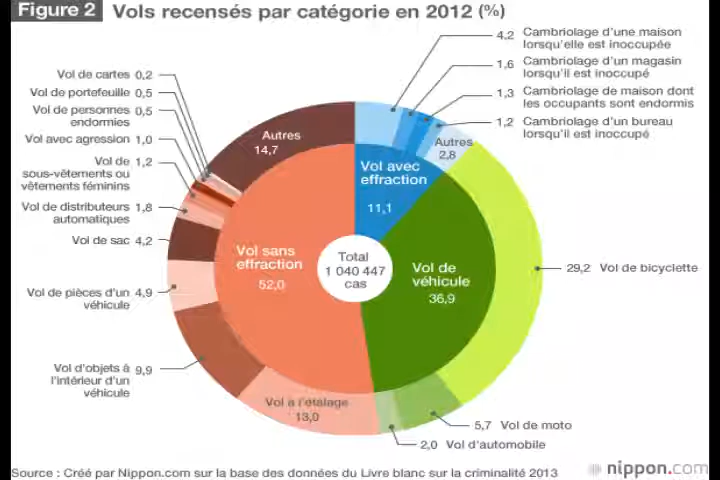 Figure 2 Vols recensés par catégorie en 2012 (%)
4,2 Cambriolage d'une maison
lorsqu'elle est inoccupée
1,6 Cambriolage d'un magasin
lorsqu'il est inoccupé
1,3 Cambriolage de maison dont
les occupants sont endormis
1,2 Cambriolage d'un bureau
lorsqu'il est inoccupé
Autres
2,8
Vol de cartes 0,2
Vol de portefeuille 0,5
Vol de personnes 0,5
endormies
Vol avec agression 1,0
Vol de 1,2
sous-vêtements ou
vêtements féminins
Vol de distributeurs 1,8
automatiques
Vol de sac 4,2
Vol de pièces d'un 4,9
véhicule
Vol d'objets à 9,9
l'intérieur d'un
véhicule
Autres
14,7
Vol avec
effraction
11,1
Vol sans
effraction
52,0
Total
1 040 447
cas
Vol de
véhicule
36,9
29,2 Vol de bicyclette
Vol à l'étalage
13,0
5,7 Vol de moto
2,0 Vol d'automobile
Source : Créé par Nippon.com sur la base des données du Livre blanc sur la criminalité 2013
nippon.com